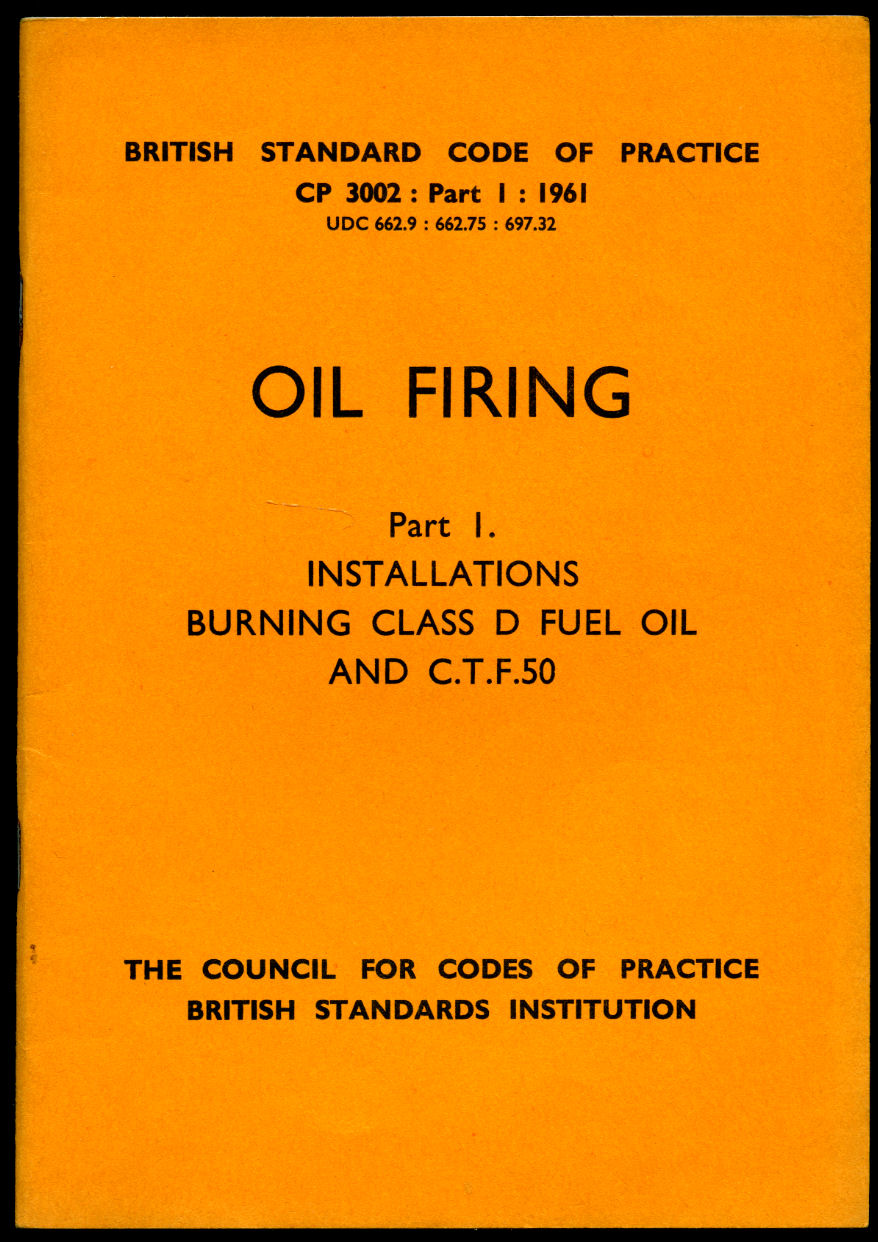 BRITISH STANDARD CODE OF PRACTICE
CP 3002 : Part 1 : 1961
UDC 662.9 : 662.75 : 697.32
OIL FIRING
Part 1.
INSTALLATIONS
BURNING CLASS D FUEL OIL
AND C.T.F.50
THE COUNCIL FOR CODES OF PRACTICE
BRITISH STANDARDS INSTITUTION